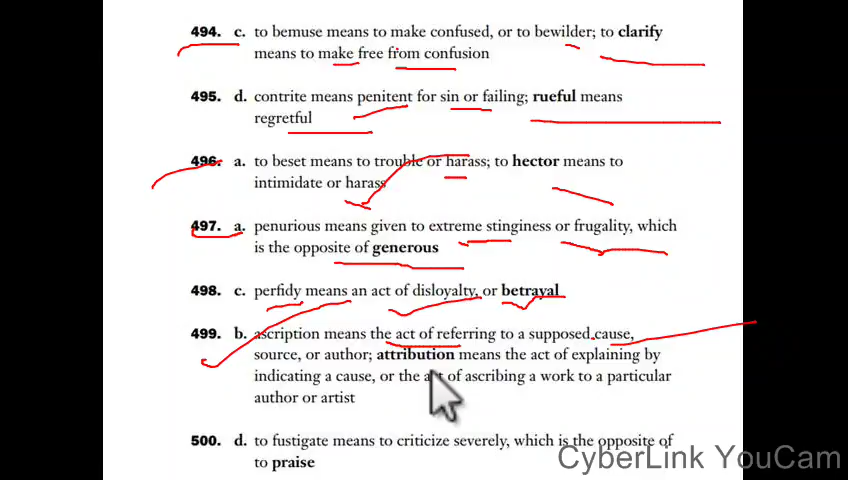 494. c. to bemuse means to make confused, or to bewilder; to clarify
means to make free from confusion
495. d. contrite means penitent for sin or failing; rueful means
regretful
496. a. to beset means to trouble or harass; to hector means to
intimidate or harass
497. a. penurious means given to extreme stinginess or frugality, which
is the opposite of generous
498. c. perfidy means an act of disloyalty, or betrayal
499. b. ascription means the act of referring to a supposed cause,
source, or author; attribution means the act of explaining by
indicating a cause, or the act of ascribing a work to a particular
author or artist
500. d. to fustigate means to criticize severely, which is the opposite of
to praise
CyberLink YouCam